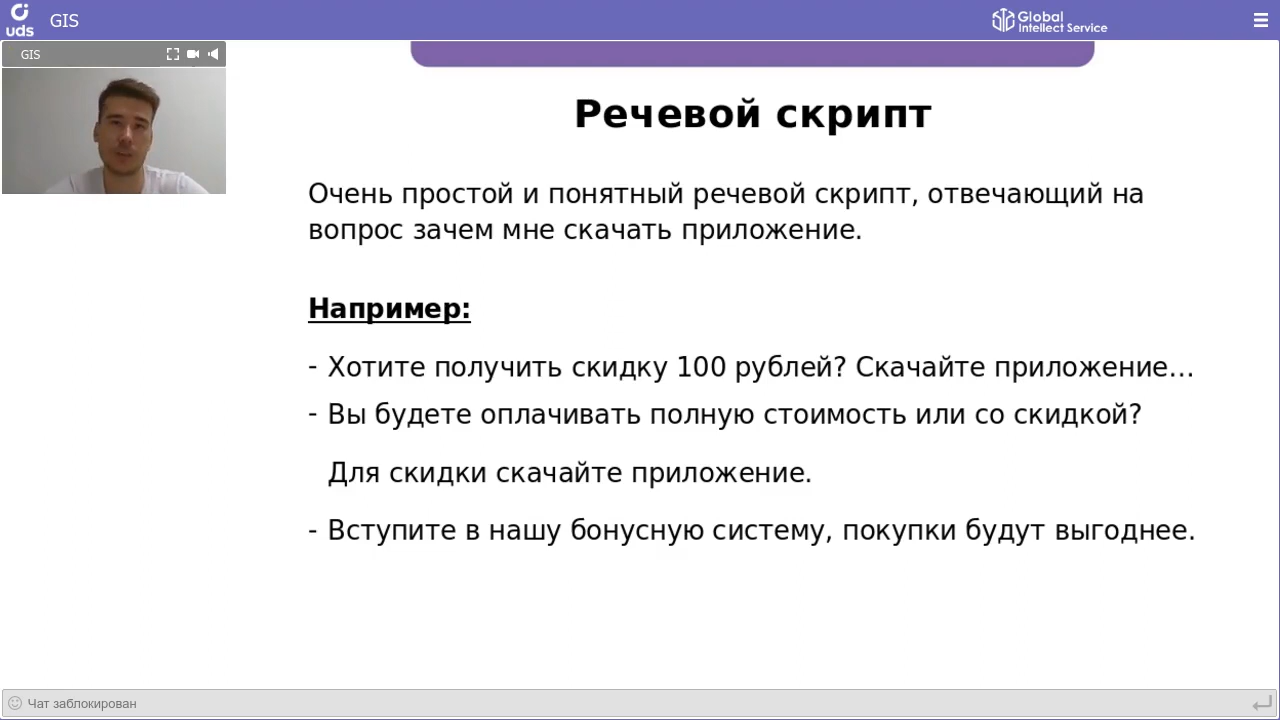 uds
GIS
Global
Intellect Service
GIS
Речевой скрипт
Очень простой и понятный речевой скрипт, отвечающий на
вопрос зачем мне скачать приложение.
Например:
- Хотите получить скидку 100 рублей? Скачайте приложение...
- Вы будете оплачивать полную стоимость или со скидкой?
Для скидки скачайте приложение.
- Вступите в нашу бонусную систему, покупки будут выгоднее.
Чат заблокирован